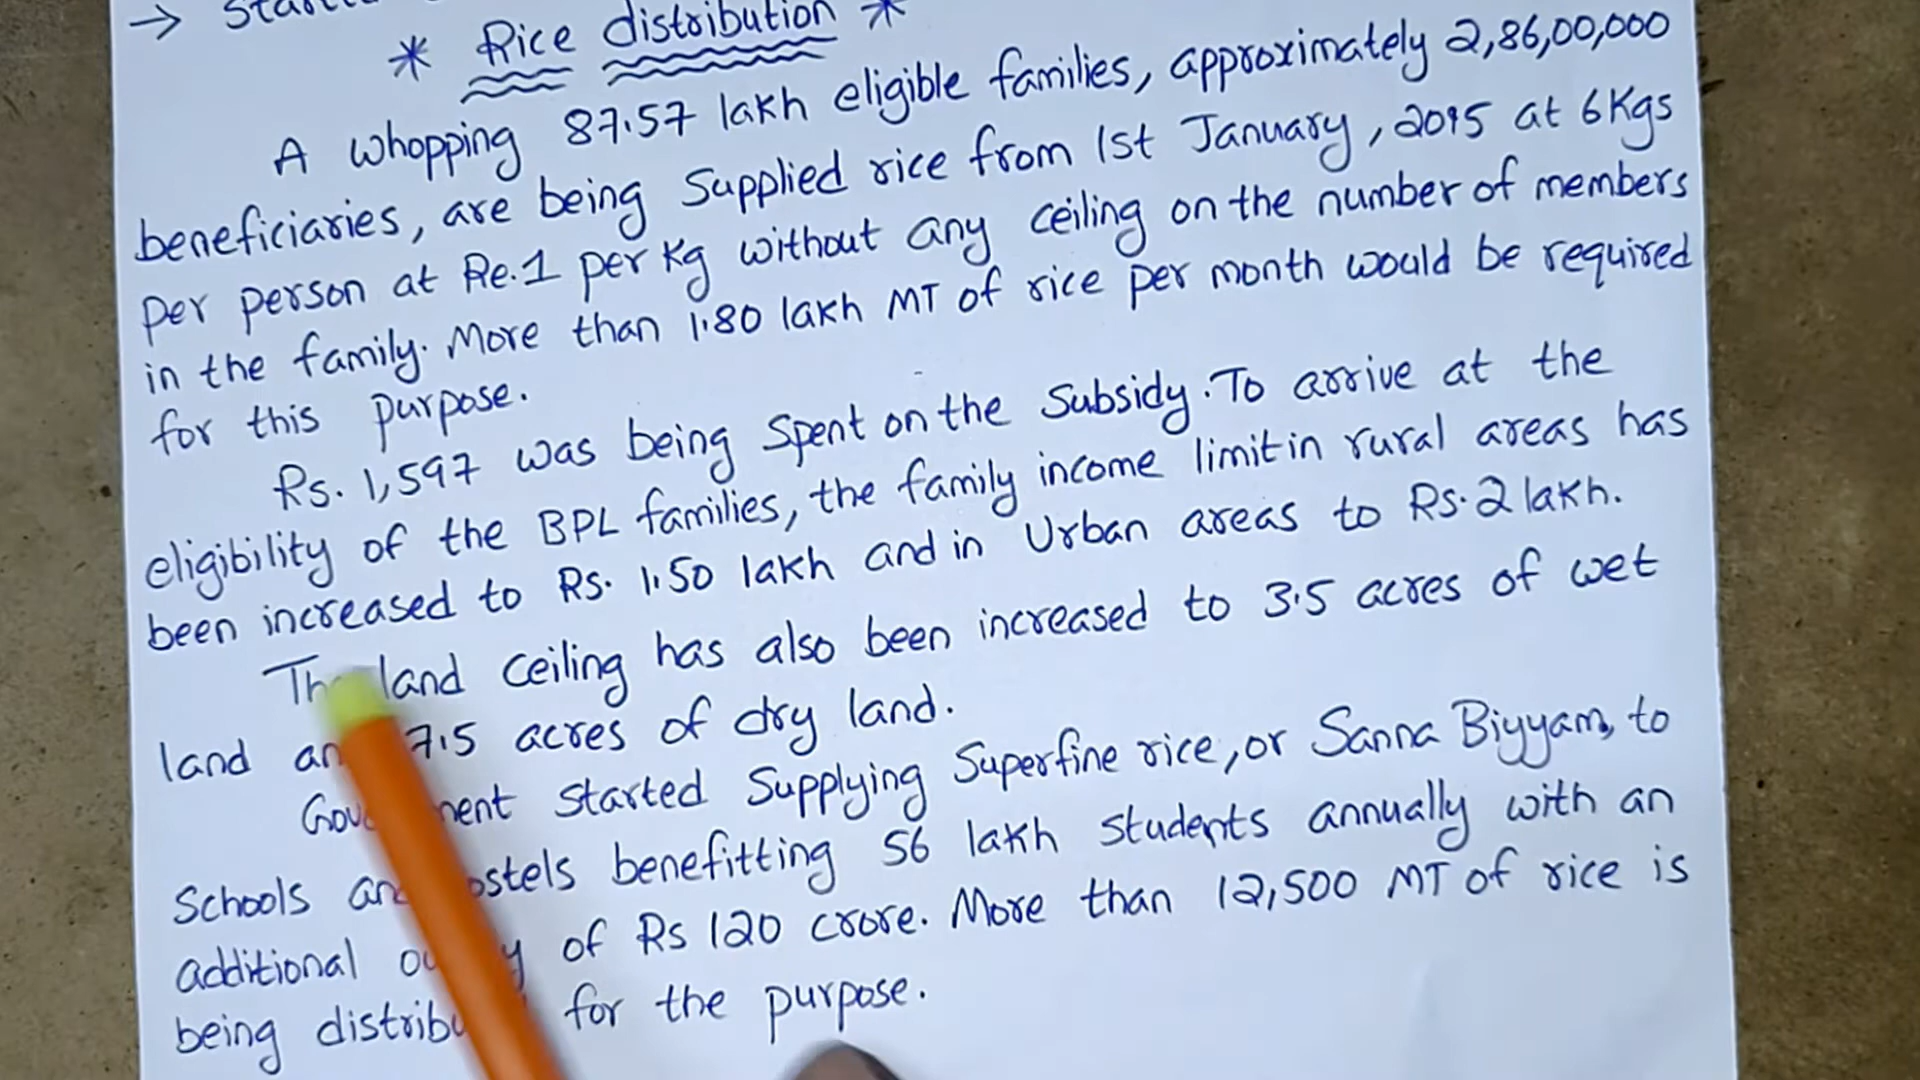 →
* Rice distribution *
A whopping 87.57 lakh eligible families, approximately 2,86,00,000
beneficiaries, are being Supplied rice from 1st January, 2015 at 6Kgs
per person at Re.1 per Kg without any ceiling on the number of members
in the family. More than 1.80 lakh MT of rice per month would be required
for this purpose.
Rs. 1,597 was being Spent on the Subsidy. To arrive at the
eligibility of the BPL families, the family income limit in rural areas has
been increased to Rs. 1.50 lakh and in Urban areas to Rs. 2 lakh.
land Ceiling has also been increased to 3.5 acres of wet
land 7.5 acres of dry land.
Started Supplying Superfine rice, or Sanna Biyyam, to
Schools benefitting 56 lakh Students annually with an
additional of Rs 120 crore. More than 12,500 MT of rice is
being for the purpose.